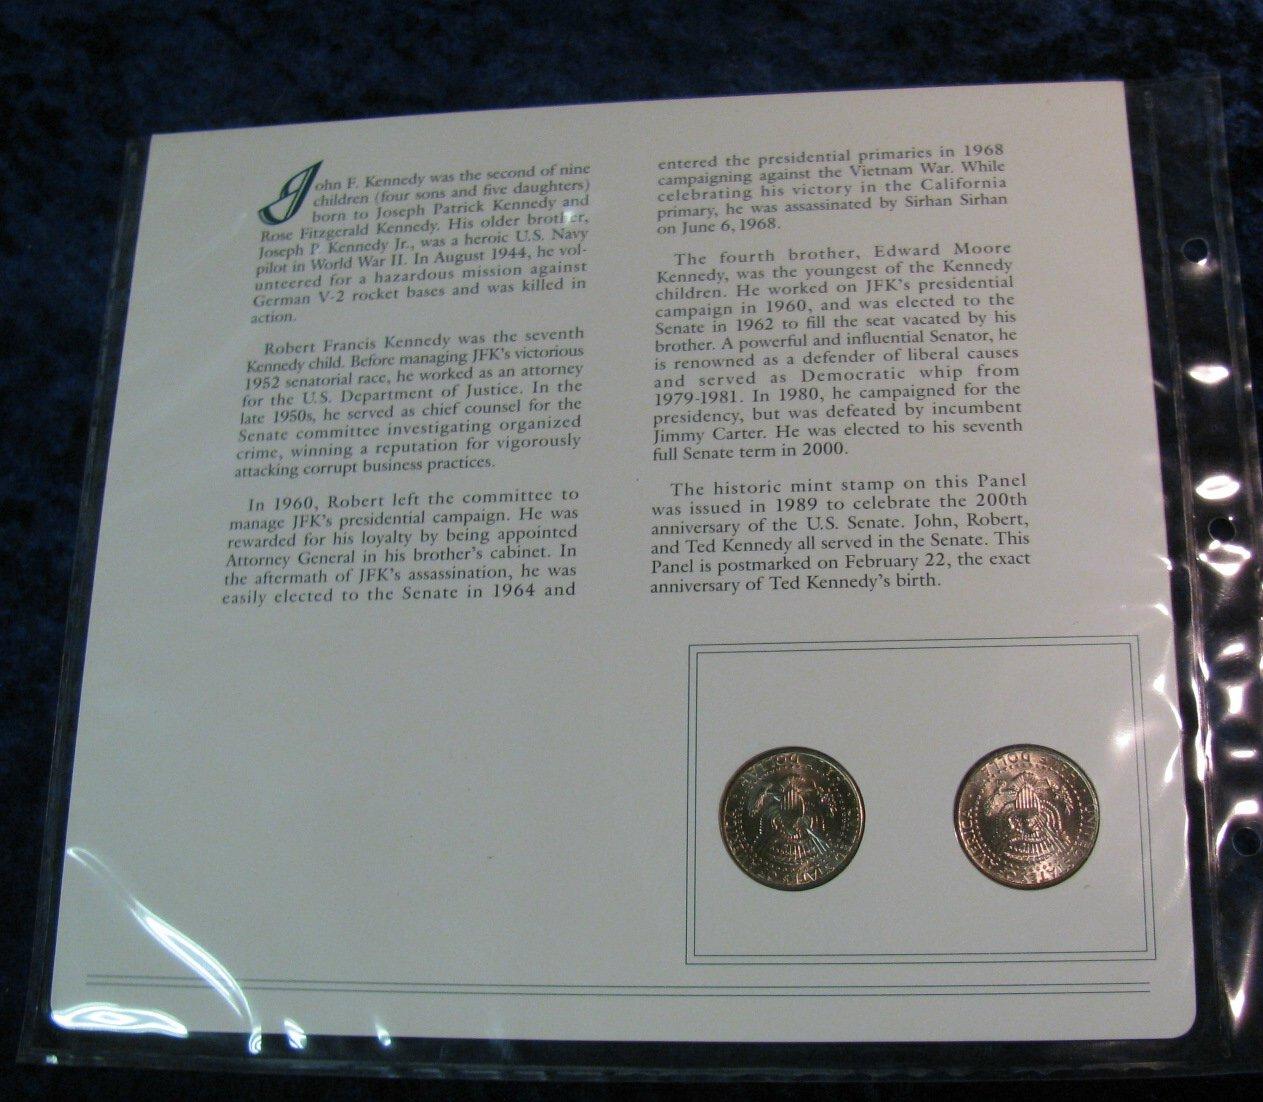 John F. Kennedy was the second of nine
children (four sons and five daughters)
born to Joseph Patrick Kennedy and
Rose Fitzgerald Kennedy. His older brother,
Joseph P. Kennedy Jr., was a heroic U.S. Navy
pilot in World War II. In August 1944, he vol-
unteered for a hazardous mission against
German V-2 rocket bases and was killed in
action.
Robert Francis Kennedy was the seventh
Kennedy child. Before managing JFK's victorious
1952 senatorial race, he worked as an attorney
for the U.S. Department of Justice. In the
late 1950s, he served as chief counsel for the
Senate committee investigating organized
crime, winning a reputation for vigorously
attacking corrupt business practices.
In 1960, Robert left the committee to
manage JFK's presidential campaign. He was
rewarded for his loyalty by being appointed
Attorney General in his brother's cabinet. In
the aftermath of JFK's assassination, he was
easily elected to the Senate in 1964 and
entered the presidential primaries in 1968
campaigning against the Vietnam War. While
celebrating his victory in the California
primary, he was assassinated by Sirhan Sirhan
on June 6, 1968.
The fourth brother, Edward Moore
Kennedy, was the youngest of the Kennedy
children. He worked on JFK's presidential
campaign in 1960, and was elected to the
Senate in 1962 to fill the seat vacated by his
brother. A powerful and influential Senator, he
is renowned as a defender of liberal causes
and served as Democratic whip from
1979-1981. In 1980, he campaigned for the
presidency, but was defeated by incumbent
Jimmy Carter. He was elected to his seventh
full Senate term in 2000.
The historic mint stamp on this Panel
was issued in 1989 to celebrate the 200th
anniversary of the U.S. Senate. John, Robert,
and Ted Kennedy all served in the Senate. This
Panel is postmarked on February 22, the exact
anniversary of Ted Kennedy's birth.